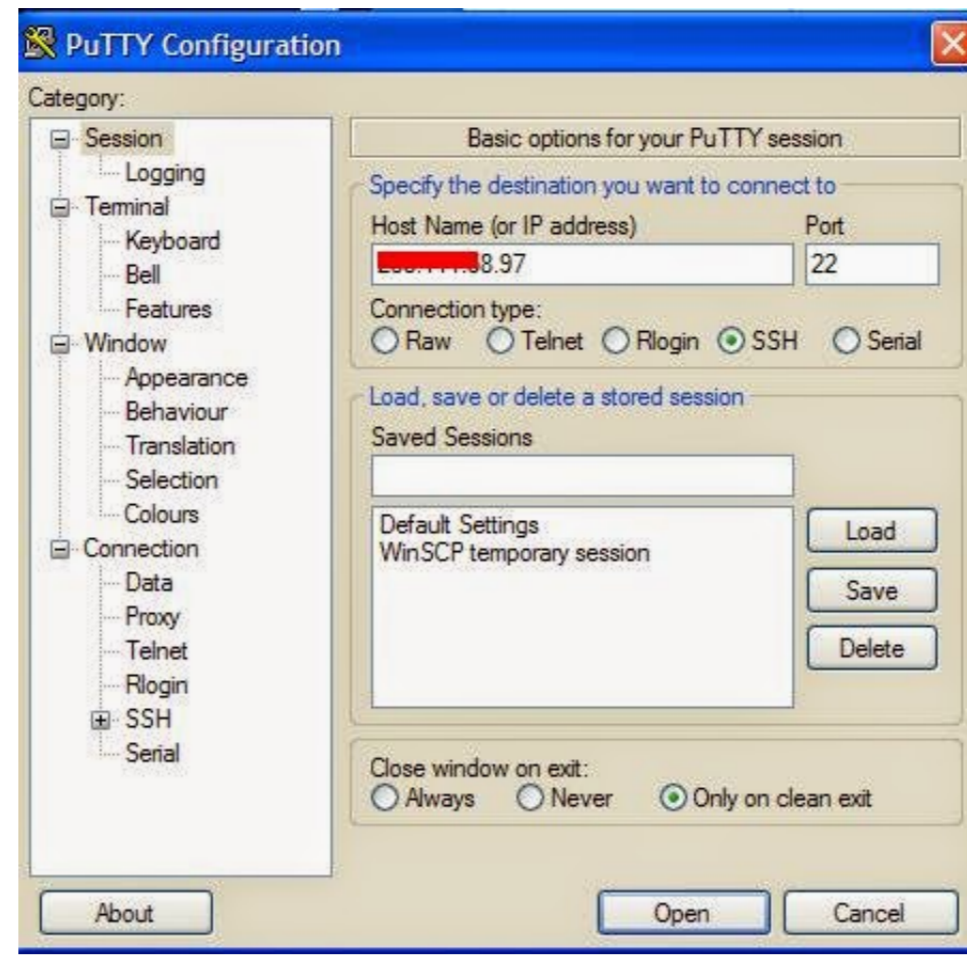 PuTTY Configuration
Category:
Session
Logging
Terminal
Keyboard
Bell
Features
Window
Appearance
Behaviour
Translation
Selection
Colours
Connection
Data
Proxy
Telnet
Rlogin
SSH
Serial
Basic options for your PuTTY session
Specify the destination you want to connect to
Host Name (or IP address) Port
8.97 22
Connection type:
Raw Telnet Rlogin SSH Serial
Load, save or delete a stored session
Saved Sessions
Default Settings
WinSCP temporary session
Load
Save
Delete
Close window on exit:
Always Never Only on clean exit
About Open Cancel